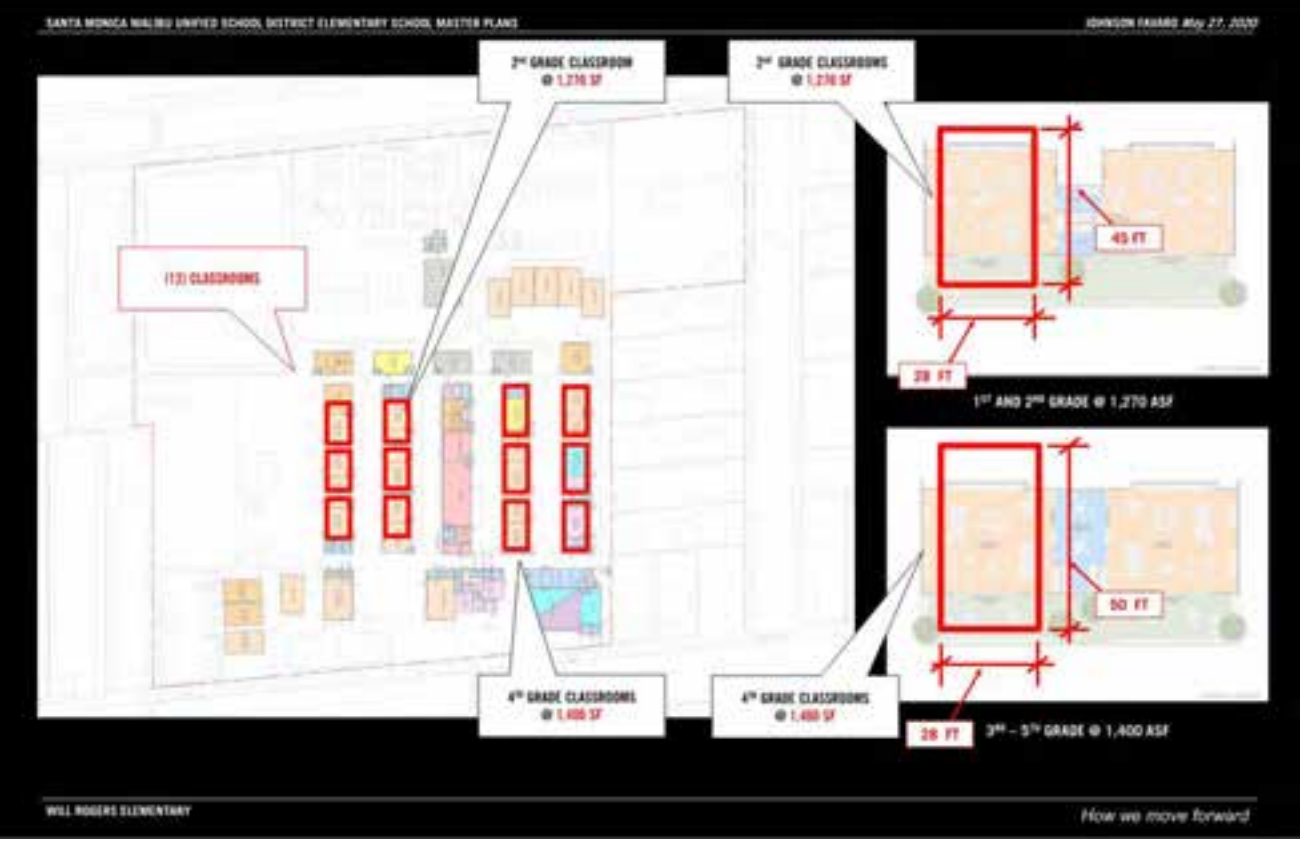 SANTA MONICA MALIBU UNIFIED SCHOOL DISTRICT ELEMENTARY SCHOOL MASTER PLANS
JOHNSON FAVARO May 27, 2020
2ND GRADE CLASSROOM
@ 1,270 SF
2ND GRADE CLASSROOMS
@ 1,270 SF
(12) CLASSROOMS
45 FT
28 FT
1ST AND 2ND GRADE @ 1,270 ASF
50 FT
4TH GRADE CLASSROOMS
@ 1,400 SF
4TH GRADE CLASSROOMS
@ 1,400 SF
28 FT
3RD – 5TH GRADE @ 1,400 ASF
WILL ROGERS ELEMENTARY
How we move forward